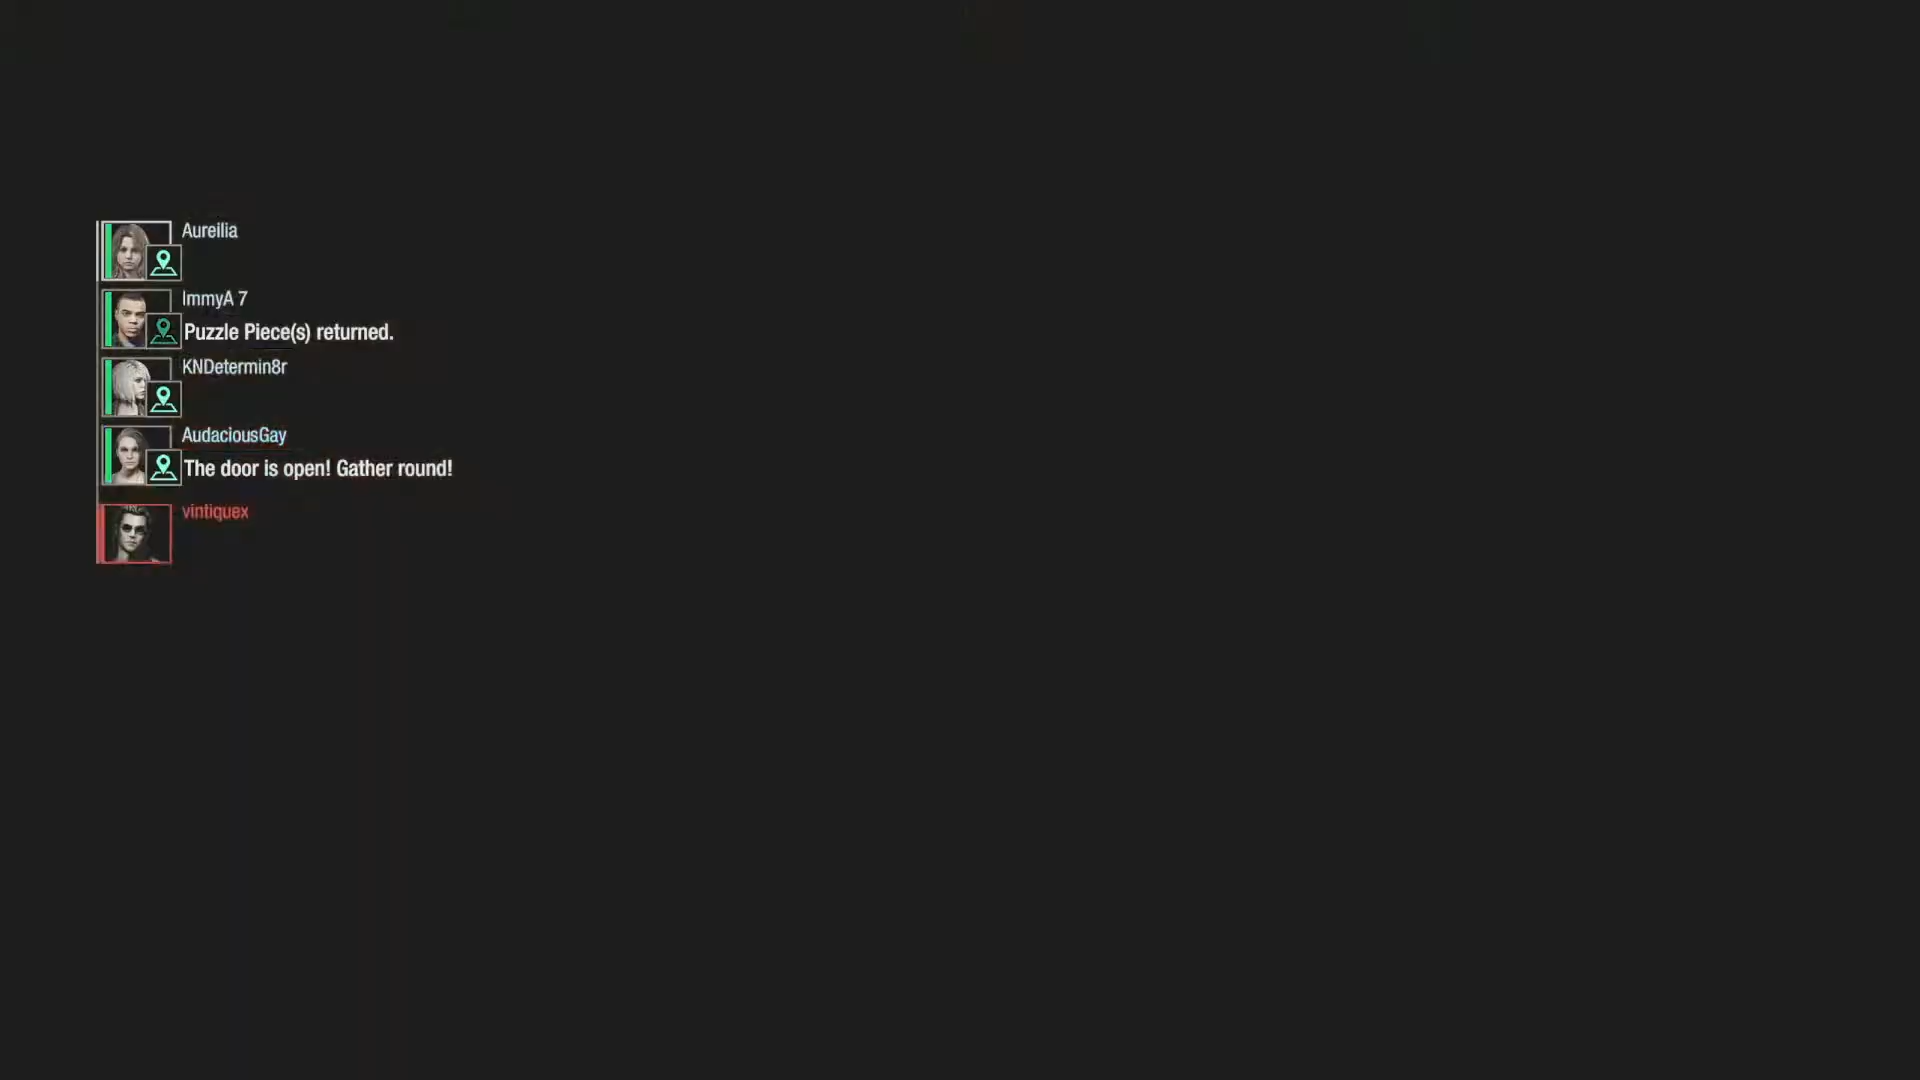 Aureilia
ImmyA 7
Puzzle Piece(s) returned.
KNDetermin8r
AudaciousGay
The door is open! Gather round!
vintiquex